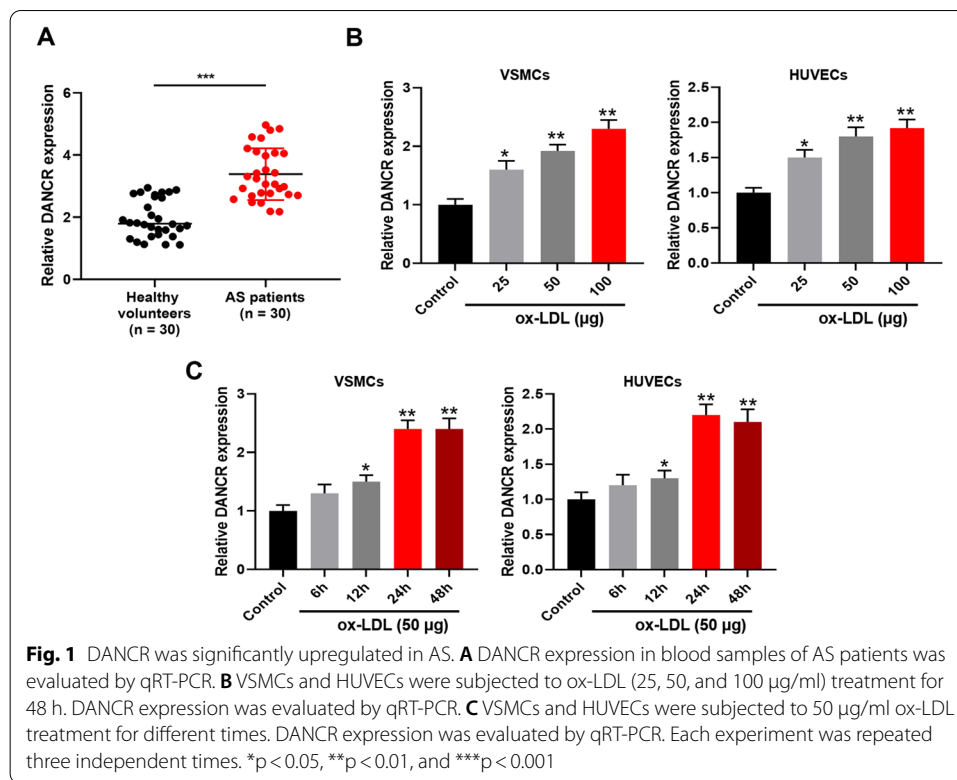 A
***
Relative DANCR expression
6
4
2
0
Healthy
volunteers
(n = 30)
AS patients
(n = 30)
B
VSMCs
Relative DANCR expression
3
2
1
0
*
**
**
Control
25
50
100
ox-LDL (μg)
HUVECs
Relative DANCR expression
2.5
2.0
1.5
1.0
0.5
0.0
*
**
**
Control
25
50
100
ox-LDL (μg)
C
VSMCs
Relative DANCR expression
3
2
1
0
*
**
**
Control
6h
12h
24h
48h
ox-LDL (50 μg)
HUVECs
Relative DANCR expression
2.5
2.0
1.5
1.0
0.5
0.0
*
**
**
Control
6h
12h
24h
48h
ox-LDL (50 μg)
Fig. 1 DANCR was significantly upregulated in AS. A DANCR expression in blood samples of AS patients was
evaluated by qRT-PCR. B VSMCs and HUVECs were subjected to ox-LDL (25, 50, and 100 μg/ml) treatment for
48 h. DANCR expression was evaluated by qRT-PCR. C VSMCs and HUVECs were subjected to 50 μg/ml ox-LDL
treatment for different times. DANCR expression was evaluated by qRT-PCR. Each experiment was repeated
three independent times. *p < 0.05, **p < 0.01, and ***p < 0.001